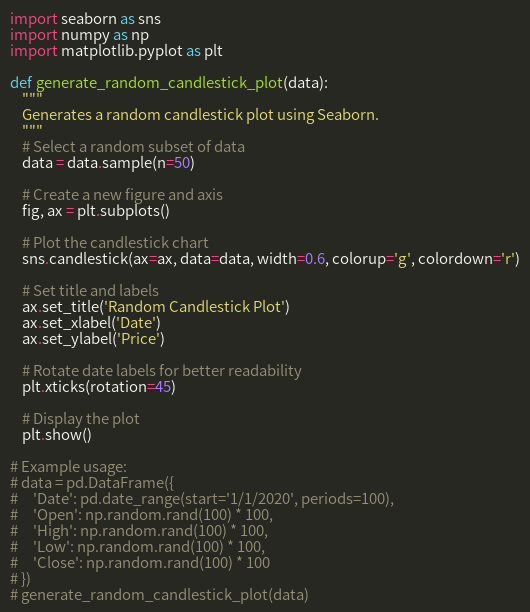 import seaborn as sns
import numpy as np
import matplotlib.pyplot as plt

def generate_random_candlestick_plot(data):
    """
    Generates a random candlestick plot using Seaborn.
    """
    # Select a random subset of data
    data = data.sample(n=50)

    # Create a new figure and axis
    fig, ax = plt.subplots()

    # Plot the candlestick chart
    sns.candlestick(ax=ax, data=data, width=0.6, colorup='g', colordown='r')

    # Set title and labels
    ax.set_title('Random Candlestick Plot')
    ax.set_xlabel('Date')
    ax.set_ylabel('Price')

    # Rotate date labels for better readability
    plt.xticks(rotation=45)

    # Display the plot
    plt.show()

# Example usage:
# data = pd.DataFrame({
#     'Date': pd.date_range(start='1/1/2020', periods=100),
#     'Open': np.random.rand(100) * 100,
#     'High': np.random.rand(100) * 100,
#     'Low': np.random.rand(100) * 100,
#     'Close': np.random.rand(100) * 100
# })
# generate_random_candlestick_plot(data)